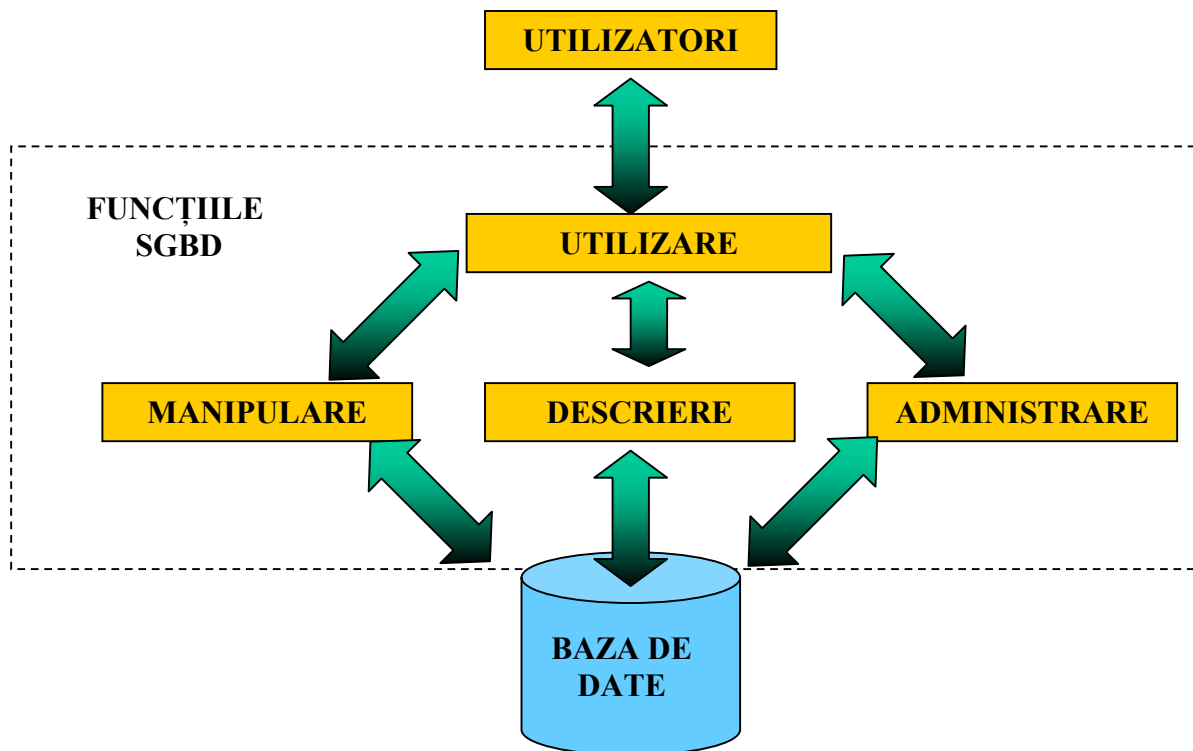 UTILIZATORI
FUNCȚIILE
SGBD
UTILIZARE
MANIPULARE
DESCRIERE
ADMINISTRARE
BAZA DE
DATE